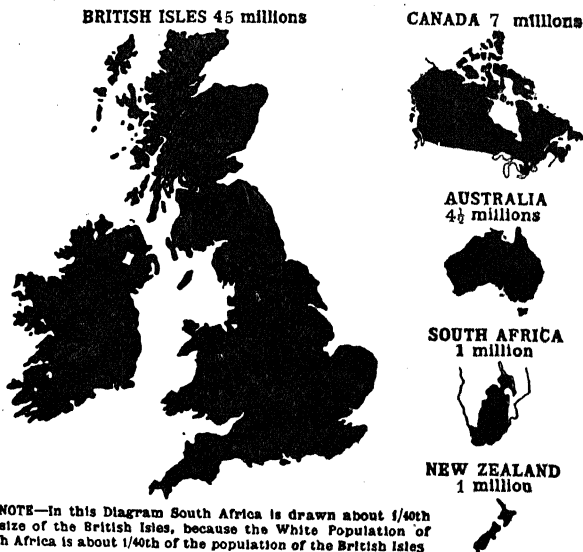 BRITISH ISLES 45 millions
CANADA 7 millions
AUSTRALIA
4½ millions
SOUTH AFRICA
1 million
NEW ZEALAND
1 million
NOTE—In this Diagram South Africa is drawn about 1/40th
size of the British Isles, because the White Population of
h Africa is about 1/40th of the population of the British Isles